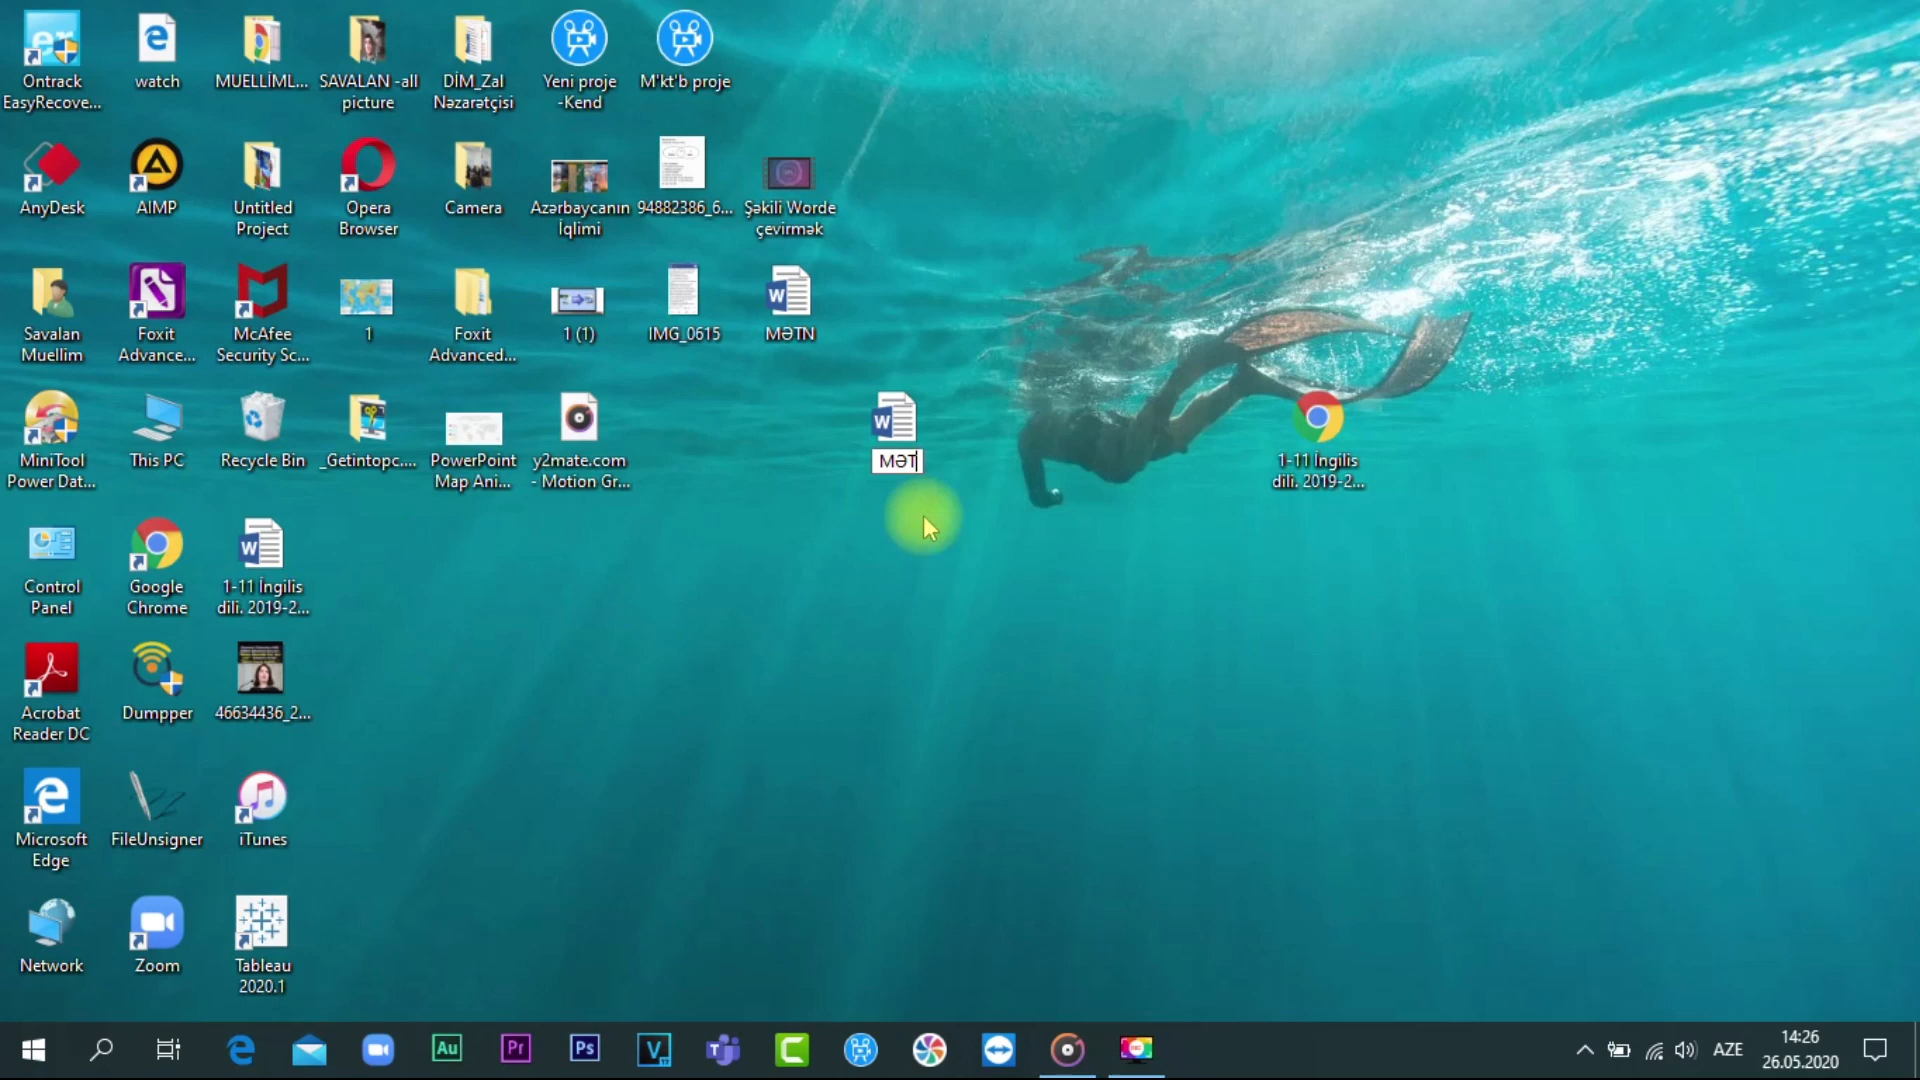 Ontrack
EasyRecove...
watch
MUELLİML...
SAVALAN -all
picture
DİM_Zal
Nəzarətçisi
Yeni proje
-Kend
M'kt'b proje
AnyDesk
AIMP
Untitled
Project
Opera
Browser
Camera
Azərbaycanın
İqlimi
94882386_6...
Şəkili Worde
çevirmək
Savalan
Muellim
Foxit
Advance...
McAfee
Security Sc...
1
Foxit
Advanced...
1 (1)
IMG_0615
MƏTN
MiniTool
Power Dat...
This PC
Recycle Bin
_Getintopc....
PowerPoint
Map Ani...
y2mate.com
- Motion Gr...
MƏT
1-11 İngilis
dili. 2019-2...
Control
Panel
Google
Chrome
1-11 İngilis
dili. 2019-2...
Acrobat
Reader DC
Dumpper
46634436_2...
Microsoft
Edge
FileUnsigner
iTunes
Network
Zoom
Tableau
2020.1
Au
Pr
Ps
AZE
14:26
26.05.2020